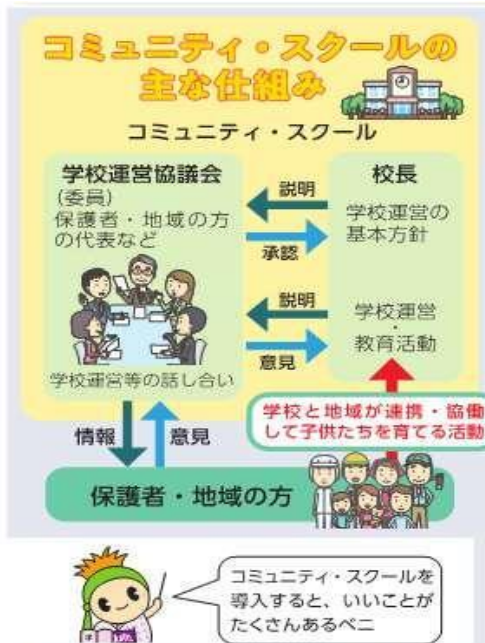 コミュニティ・スクールの
主な仕組み
コミュニティ・スクール
学校運営協議会
(委員)
保護者・地域の方
の代表など
学校運営等の話し合い
説明
承認
説明
意見
校長
学校運営の
基本方針
学校運営
・
教育活動
学校と地域が連携・協働
して子供たちを育てる活動
情報
意見
保護者・地域の方
コミュニティ・スクールを
導入すると、いいことが
たくさんあるベニ